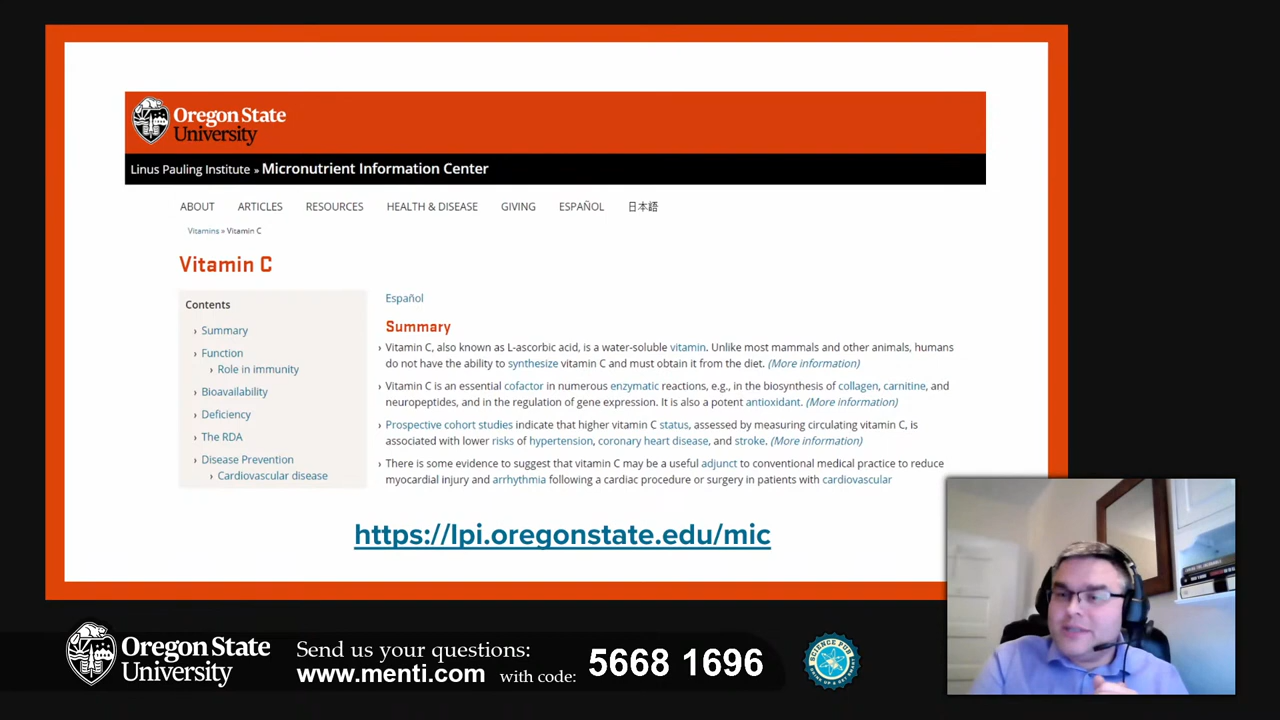 Oregon State
University
Linus Pauling Institute » Micronutrient Information Center
ABOUT ARTICLES RESOURCES HEALTH & DISEASE GIVING ESPAÑOL 日本語
Vitamins » Vitamin C
Vitamin C
Contents
› Summary
› Function
› Role in immunity
› Bioavailability
› Deficiency
› The RDA
› Disease Prevention
› Cardiovascular disease
Español
Summary
› Vitamin C, also known as L-ascorbic acid, is a water-soluble vitamin. Unlike most mammals and other animals, humans
do not have the ability to synthesize vitamin C and must obtain it from the diet. (More information)
› Vitamin C is an essential cofactor in numerous enzymatic reactions, e.g., in the biosynthesis of collagen, carnitine, and
neuropeptides, and in the regulation of gene expression. It is also a potent antioxidant. (More information)
› Prospective cohort studies indicate that higher vitamin C status, assessed by measuring circulating vitamin C, is
associated with lower risks of hypertension, coronary heart disease, and stroke. (More information)
› There is some evidence to suggest that vitamin C may be a useful adjunct to conventional medical practice to reduce
myocardial injury and arrhythmia following a cardiac procedure or surgery in patients with cardiovascular
https://lpi.oregonstate.edu/mic
Oregon State
University
Send us your questions:
www.menti.com with code:
5668 1696
SCIENCE PUB